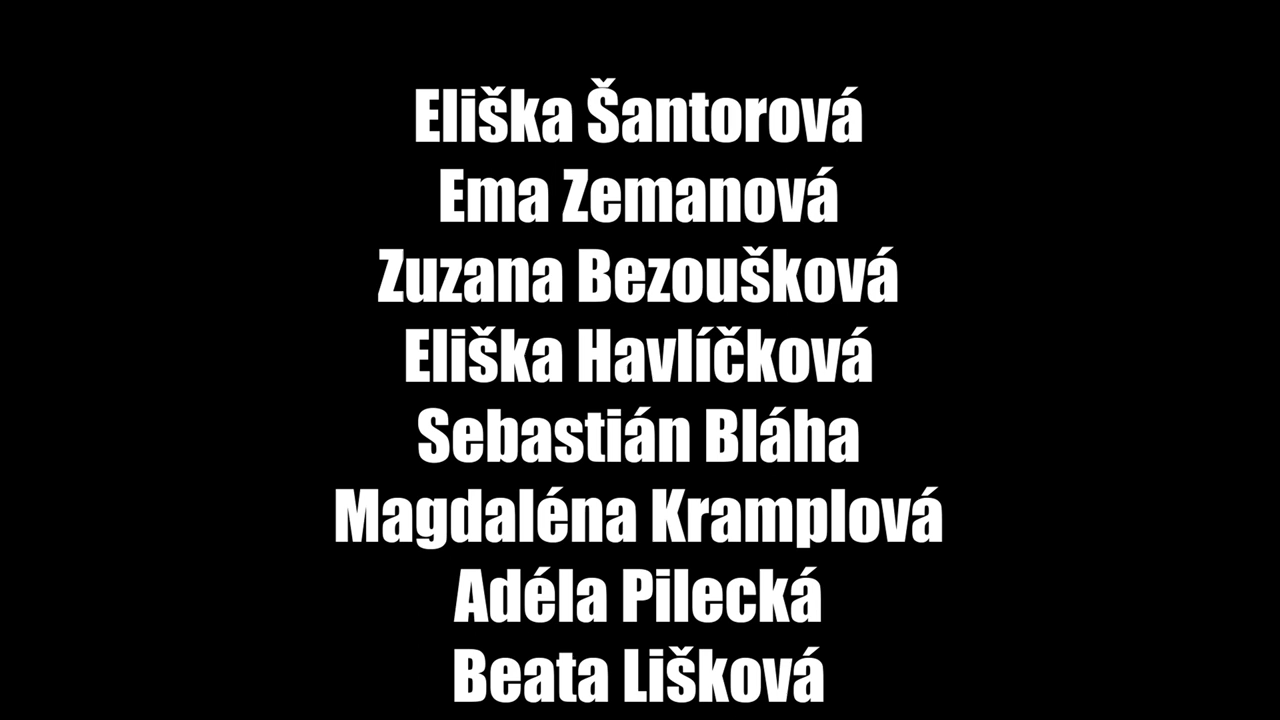 Eliška Šantorová
Ema Zemanová
Zuzana Bezoušková
Eliška Havlíčková
Sebastián Bláha
Magdaléna Kramplová
Adéla Pilecká
Beata Lišková